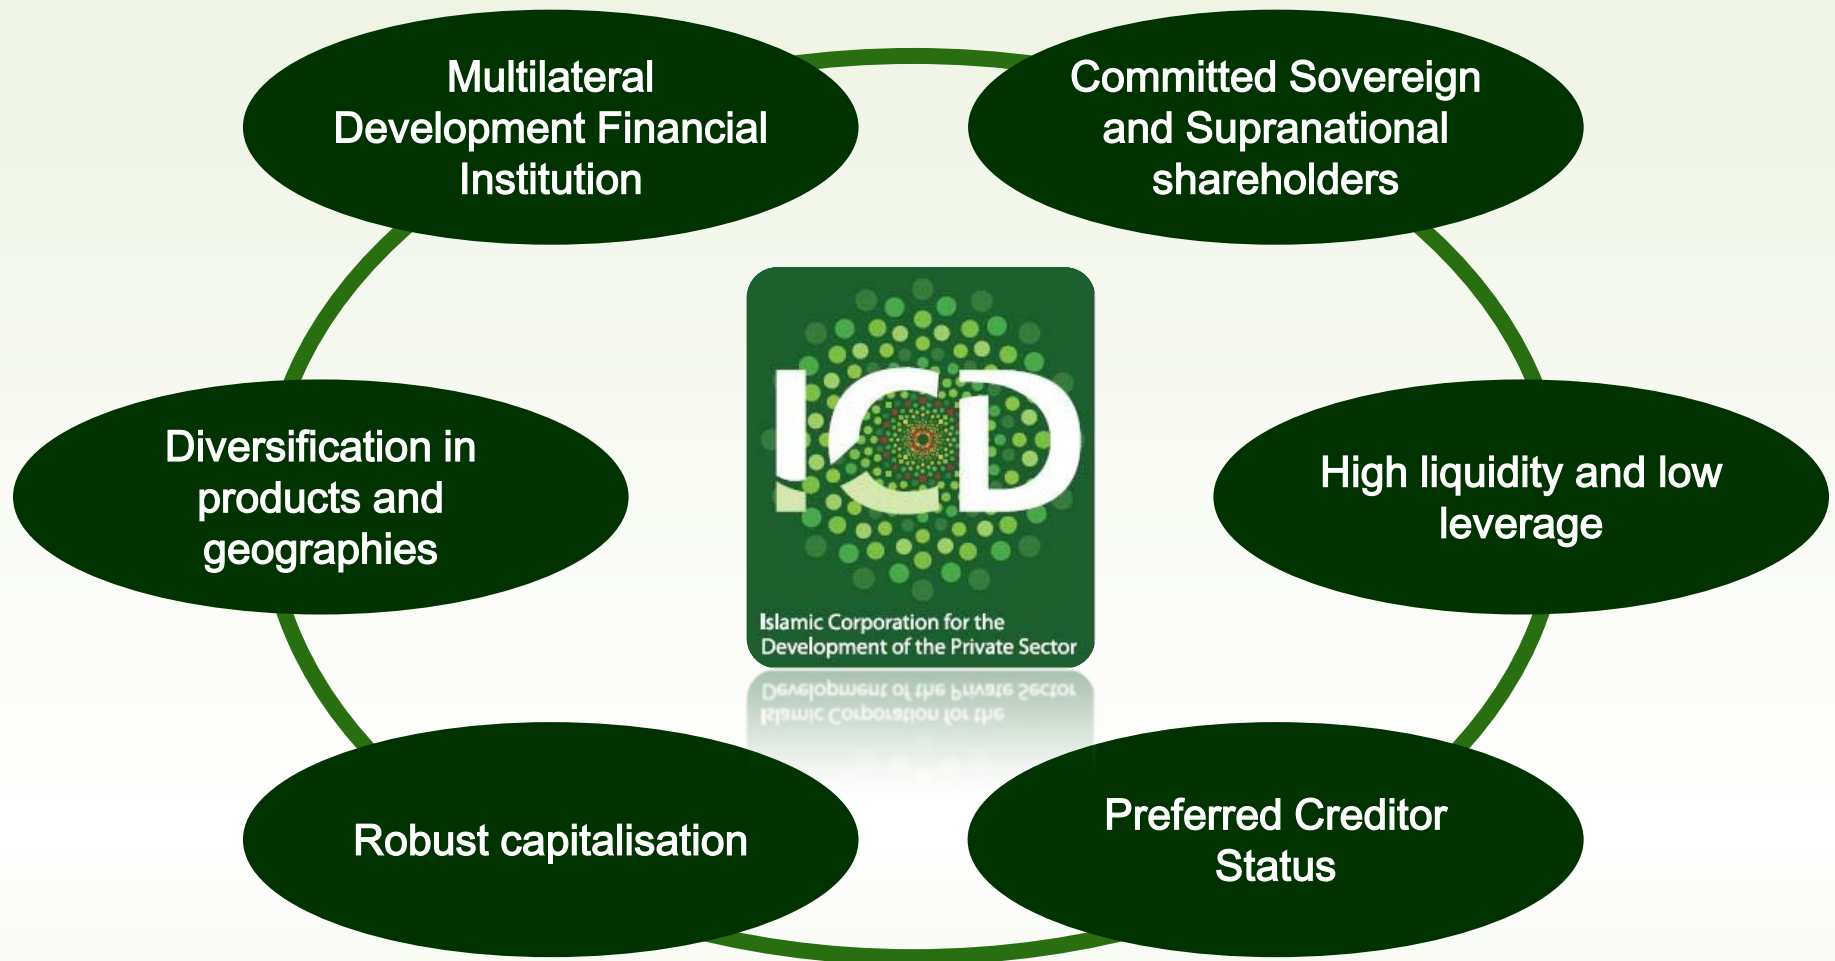 Multilateral
Development Financial
Institution
Committed Sovereign
and Supranational
shareholders
Diversification in
products and
geographies
ICD
Islamic Corporation for the
Development of the Private Sector
High liquidity and low
leverage
Robust capitalisation
Preferred Creditor
Status